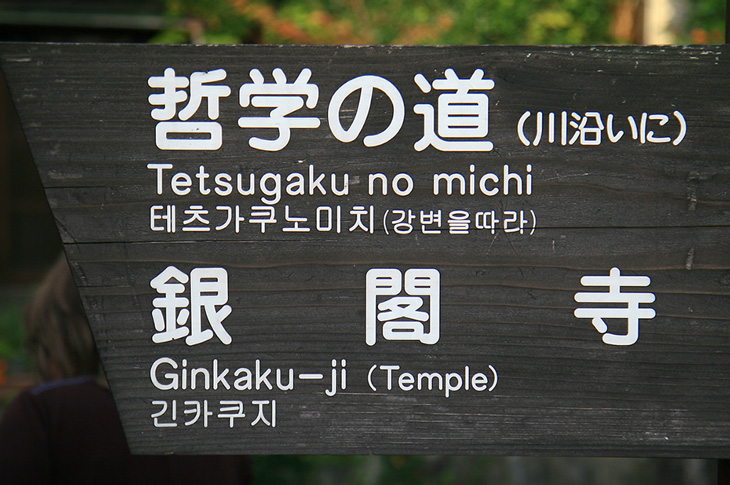 哲学の道（川沿いに）
Tetsugaku no michi
테츠가쿠노미치(강변을따라)
銀閣寺
Ginkaku-ji (Temple)
긴카쿠지